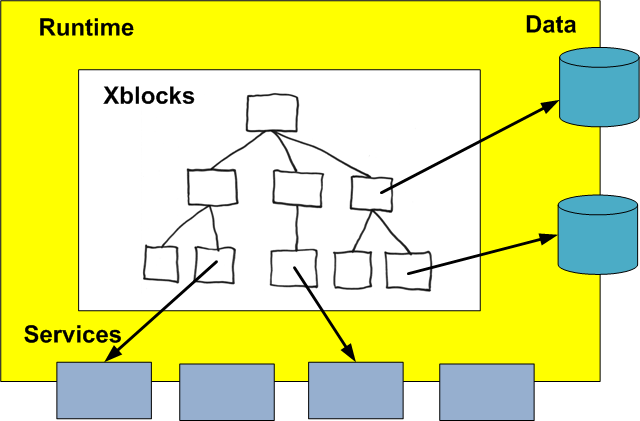 Runtime
Data
Xblocks
Services